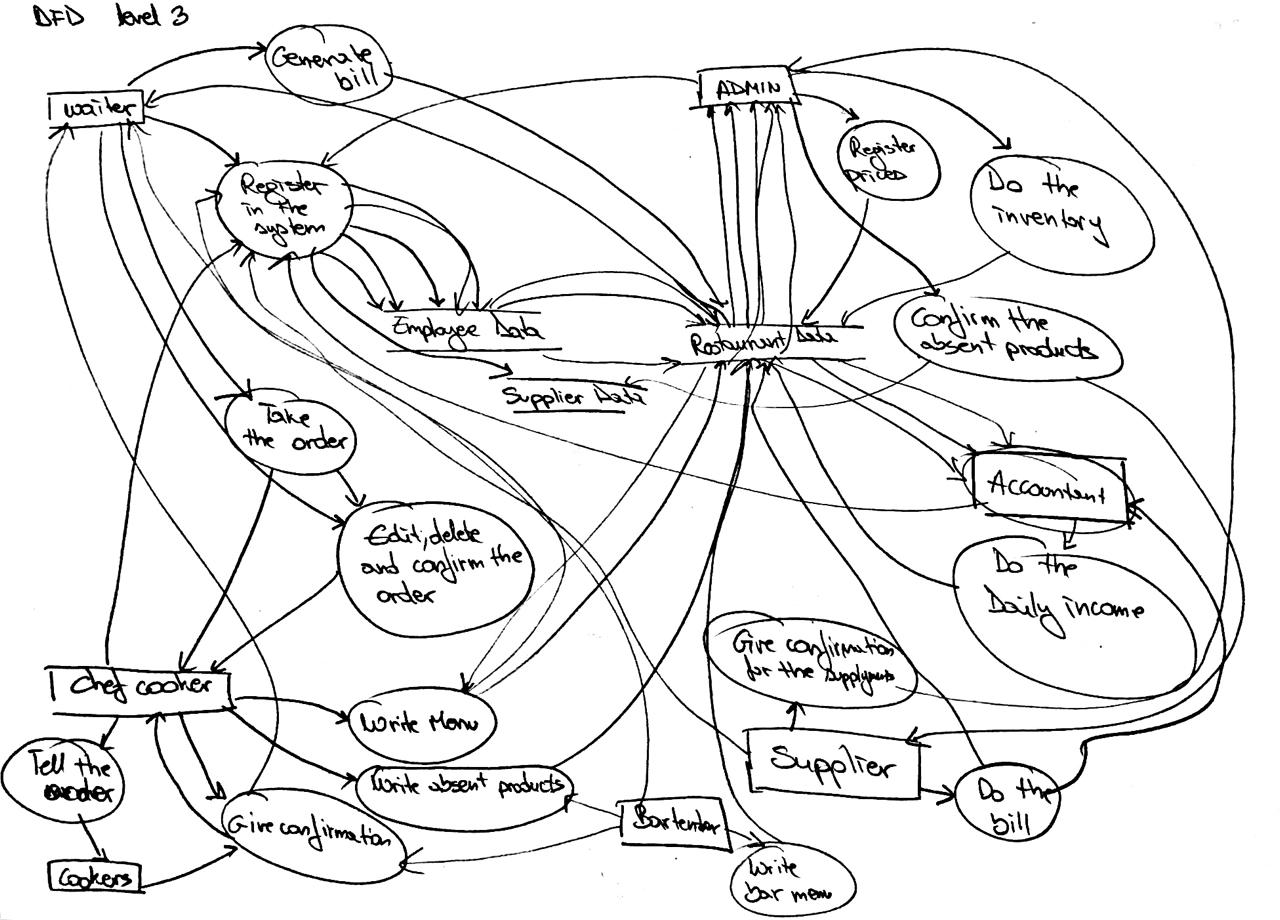 DFD level 3
Generate
bill
Waiter
ADMIN
Register
prices
Do the
inventory
Register
in the
system
Employee Data
Restaurant Data
Confirm the
absent products
Supplier Data
Take
the order
Accountent
Edit, delete
and confirm the
order
Do the
Daily income
Give confirmation
for the supplyments
Chef cooker
Write Menu
Supplier
Tell the
order
Write absent products
Give confirmation
Bartender
Do the
bill
Cookers
Write
bar menu